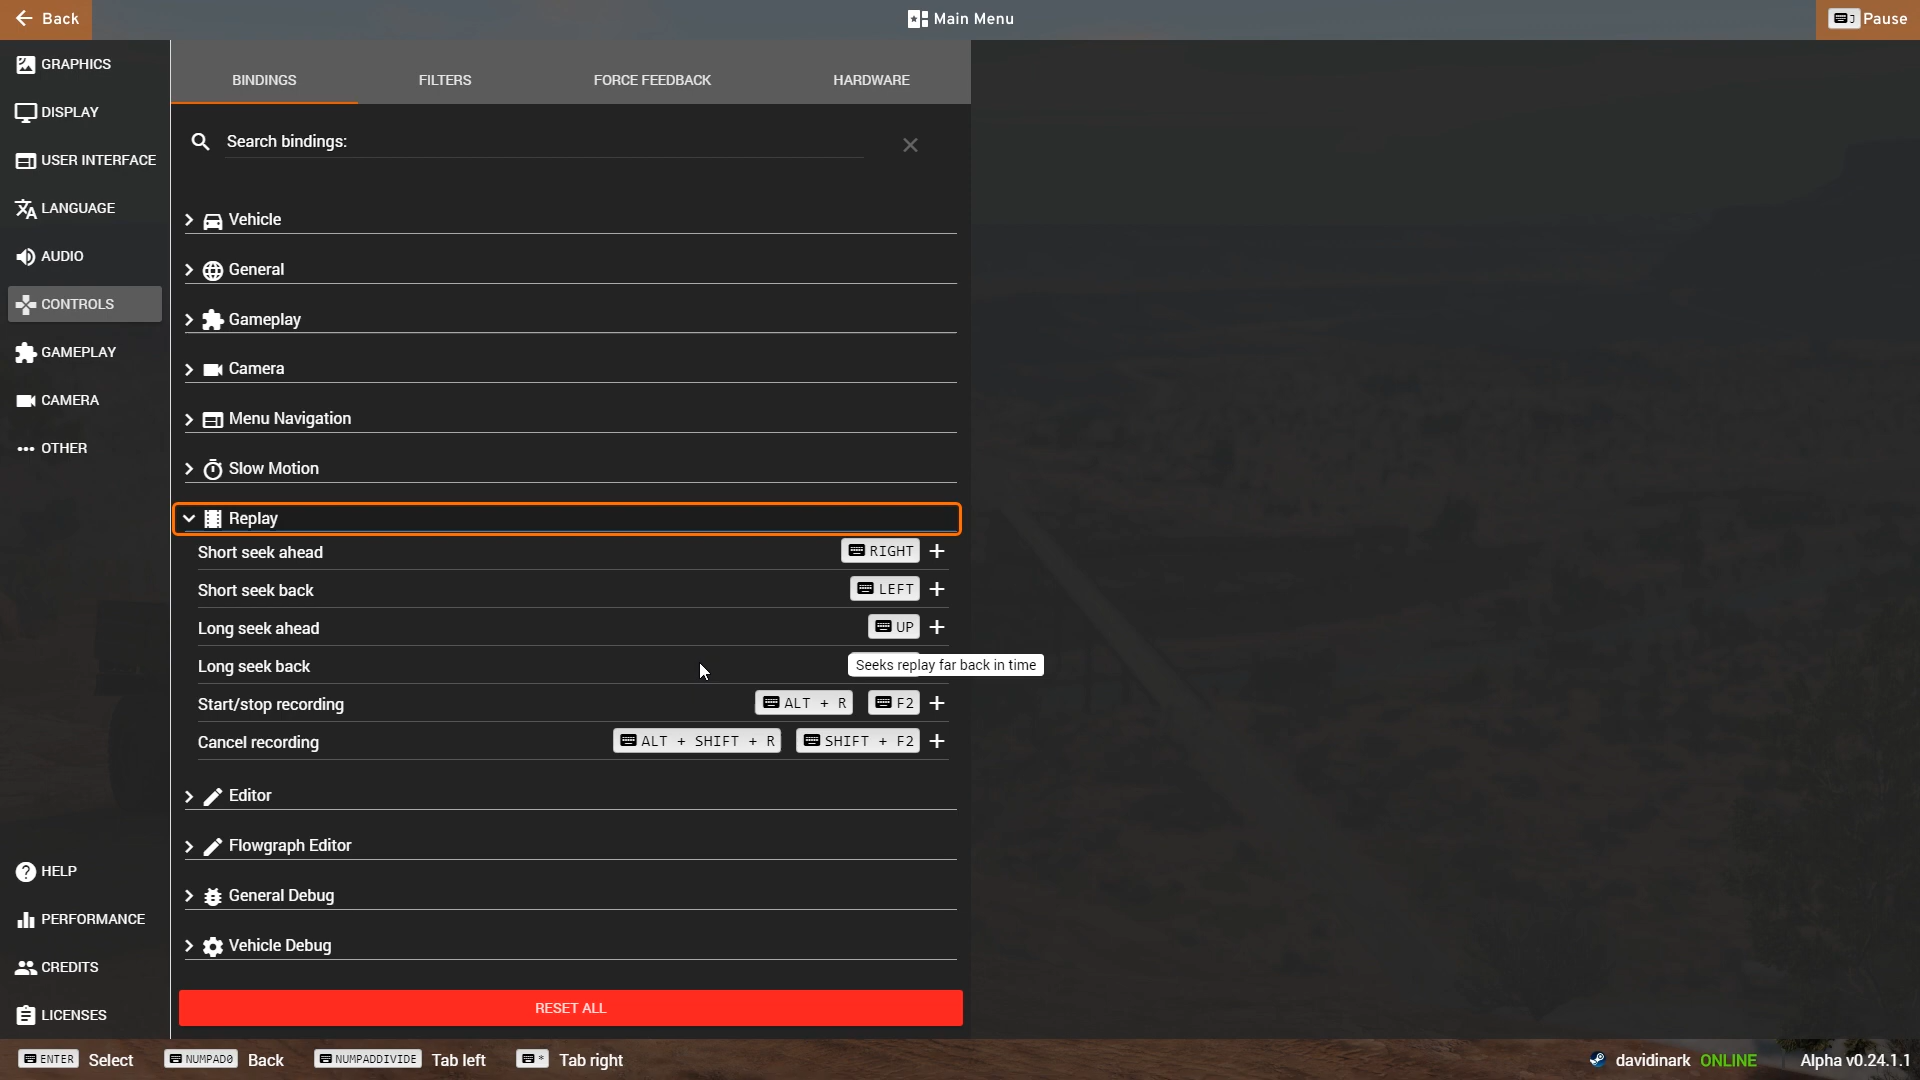 Back
Main Menu
J Pause
GRAPHICS
DISPLAY
USER INTERFACE
LANGUAGE
AUDIO
CONTROLS
GAMEPLAY
CAMERA
OTHER
HELP
PERFORMANCE
CREDITS
LICENSES
BINDINGS FILTERS FORCE FEEDBACK HARDWARE
Search bindings:
Vehicle
General
Gameplay
Camera
Menu Navigation
Slow Motion
Replay
Short seek ahead RIGHT +
Short seek back LEFT +
Long seek ahead UP +
Long seek back Seeks replay far back in time
Start/stop recording ALT + R F2 +
Cancel recording ALT + SHIFT + R SHIFT + F2 +
Editor
Flowgraph Editor
General Debug
Vehicle Debug
RESET ALL
ENTER Select NUMPAD0 Back NUMPADDIVIDE Tab left * Tab right davidinark ONLINE Alpha v0.24.1.1